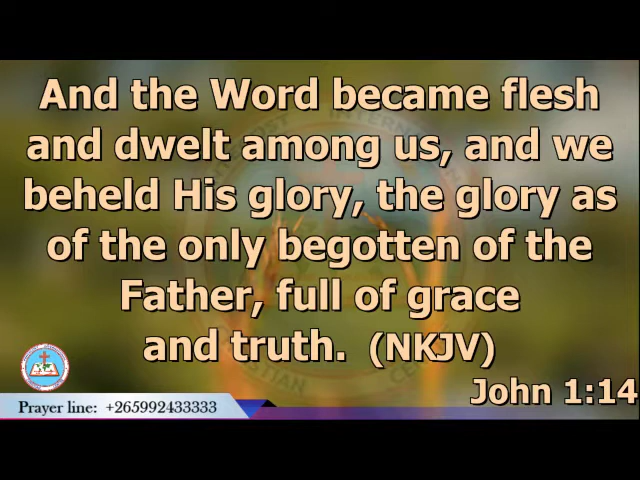 And the Word became flesh
and dwelt among us, and we
beheld His glory, the glory as
of the only begotten of the
Father, full of grace
and truth. (NKJV)
John 1:14
Prayer line: +265992433333